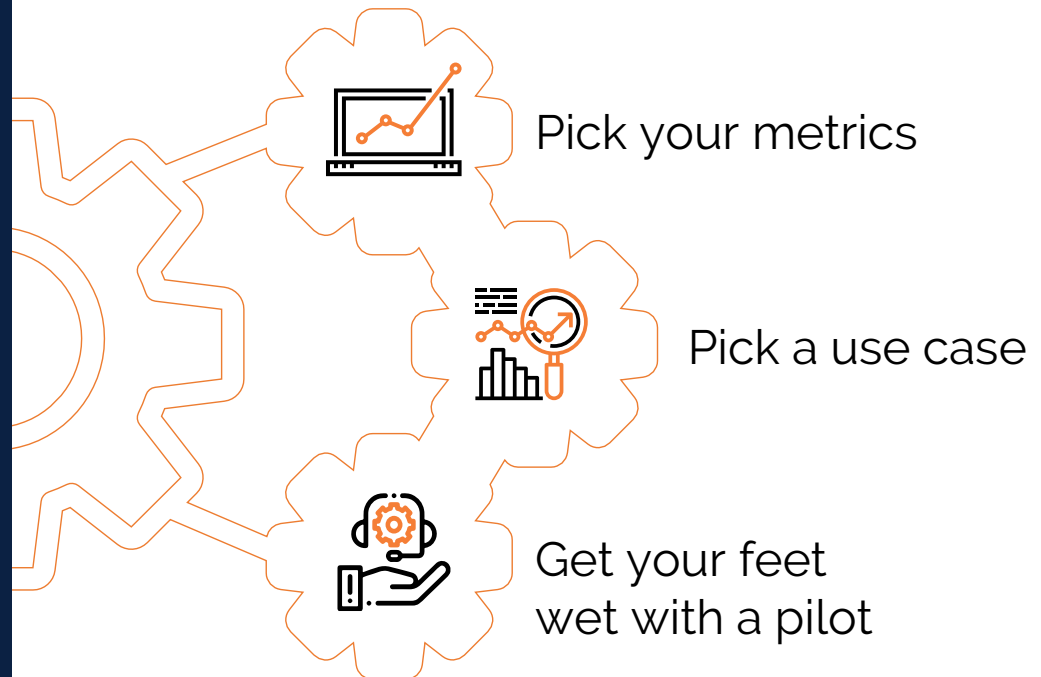 Pick your metrics
Pick a use case
Get your feet
wet with a pilot